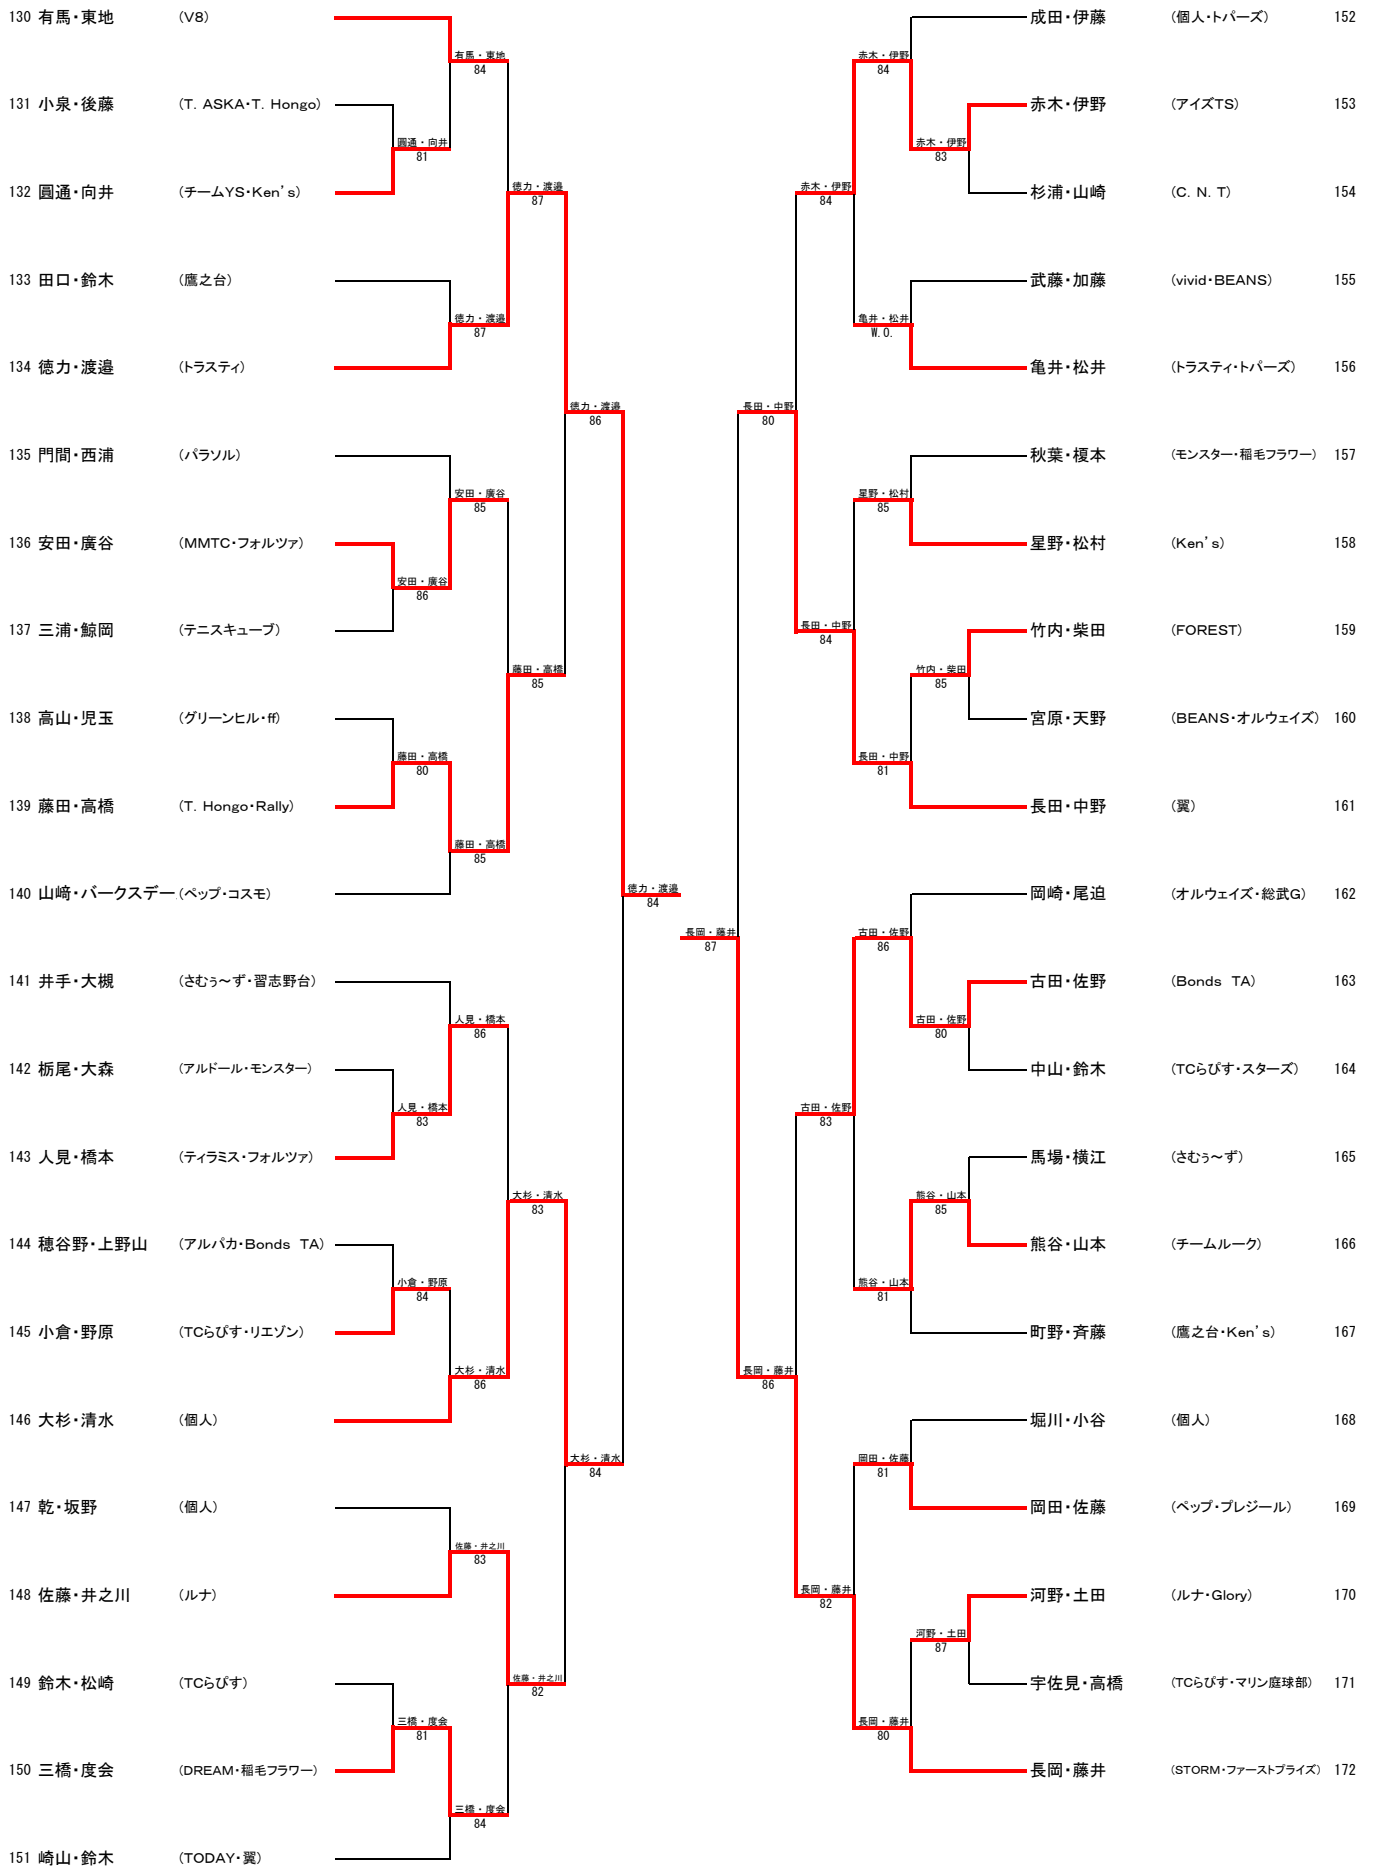 130 有馬・東地 (V8)
有馬・東地
84
131 小泉・後藤 (T. ASKA・T. Hongo)
圓通・向井
81
132 圓通・向井 (チームYS・Ken's)
徳力・渡邉
87
133 田口・鈴木 (鷹之台)
徳力・渡邉
87
134 徳力・渡邉 (トラスティ)
徳力・渡邉
86
135 門間・西浦 (パラソル)
安田・廣谷
85
136 安田・廣谷 (MMTC・フォルツァ)
安田・廣谷
86
137 三浦・鯨岡 (テニスキューブ)
藤田・高橋
85
138 高山・児玉 (グリーンヒル・ff)
藤田・高橋
80
139 藤田・高橋 (T. Hongo・Rally)
藤田・高橋
85
140 山﨑・バークスデー (ペップ・コスモ)
徳力・渡邉
84
141 井手・大槻 (さむぅ～ず・習志野台)
人見・橋本
86
142 栃尾・大森 (アルドール・モンスター)
人見・橋本
83
143 人見・橋本 (ティラミス・フォルツァ)
大杉・清水
83
144 穂谷野・上野山 (アルパカ・Bonds TA)
小倉・野原
84
145 小倉・野原 (TCらぴす・リエゾン)
大杉・清水
86
146 大杉・清水 (個人)
大杉・清水
84
147 乾・坂野 (個人)
佐藤・井之川
83
148 佐藤・井之川 (ルナ)
佐藤・井之川
82
149 鈴木・松崎 (TCらぴす)
三橋・度会
81
150 三橋・度会 (DREAM・稲毛フラワー)
三橋・度会
84
151 崎山・鈴木 (TODAY・翼)
成田・伊藤 (個人・トパーズ) 152
赤木・伊野
84
赤木・伊野 (アイズTS) 153
赤木・伊野
83
杉浦・山崎 (C. N. T) 154
赤木・伊野
84
武藤・加藤 (vivid・BEANS) 155
亀井・松井
W.O.
亀井・松井 (トラスティ・トパーズ) 156
長田・中野
80
秋葉・榎本 (モンスター・稲毛フラワー) 157
星野・松村
85
星野・松村 (Ken's) 158
竹内・柴田 (FOREST) 159
長田・中野
84
竹内・柴田
85
宮原・天野 (BEANS・オルウェイズ) 160
長田・中野
81
長田・中野 (翼) 161
岡崎・尾迫 (オルウェイズ・総武G) 162
長岡・藤井
87
古田・佐野
86
古田・佐野 (Bonds TA) 163
古田・佐野
80
中山・鈴木 (TCらぴす・スターズ) 164
古田・佐野
83
馬場・横江 (さむぅ～ず) 165
熊谷・山本
85
熊谷・山本 (チームルーク) 166
熊谷・山本
81
町野・斉藤 (鷹之台・Ken's) 167
長岡・藤井
86
堀川・小谷 (個人) 168
岡田・佐藤
81
岡田・佐藤 (ペップ・プレジール) 169
長岡・藤井
82
河野・土田 (ルナ・Glory) 170
河野・土田
87
宇佐見・高橋 (TCらぴす・マリン庭球部) 171
長岡・藤井
80
長岡・藤井 (STORM・ファーストプライズ) 172